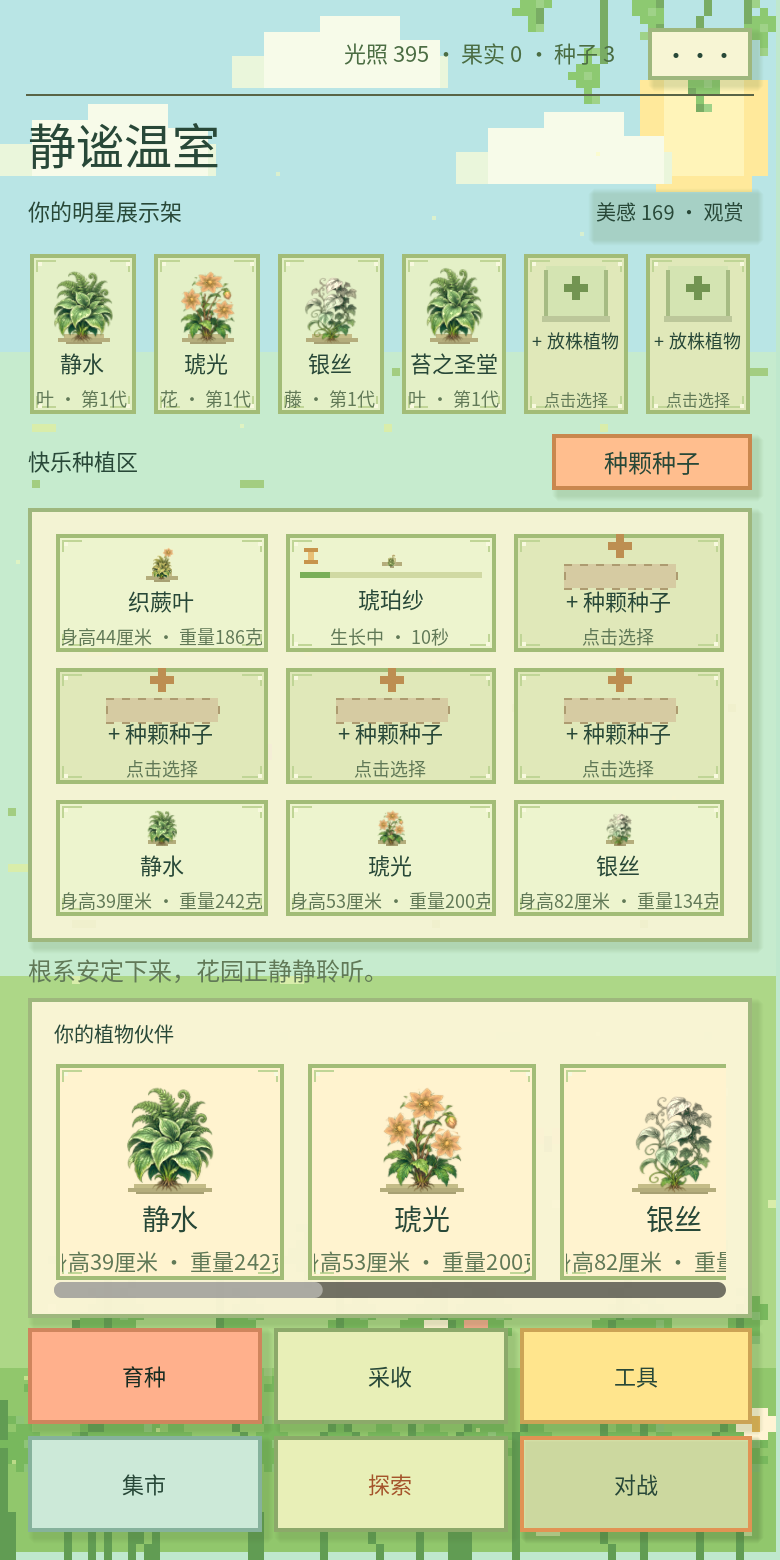 光照 395 · 果实 0 · 种子 3
· · ·
静谧温室
你的明星展示架
美感 169 · 观赏
静水
叶 · 第1代
琥光
花 · 第1代
银丝
藤 · 第1代
苔之圣堂
叶 · 第1代
+ 放株植物
点击选择
+ 放株植物
点击选择
快乐种植区
种颗种子
织蕨叶
身高44厘米 · 重量186克
琥珀纱
生长中 · 10秒
+ 种颗种子
点击选择
+ 种颗种子
点击选择
+ 种颗种子
点击选择
+ 种颗种子
点击选择
静水
身高39厘米 · 重量242克
琥光
身高53厘米 · 重量200克
银丝
身高82厘米 · 重量134克
根系安定下来，花园正静静聆听。
你的植物伙伴
静水
身高39厘米 · 重量242克
琥光
身高53厘米 · 重量200克
银丝
身高82厘米 · 重量
育种
采收
工具
集市
探索
对战